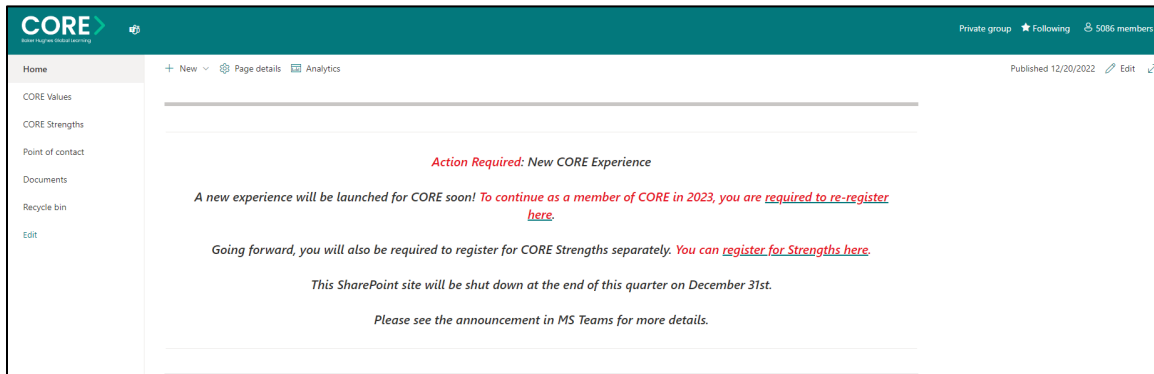 CORE
Baker Hughes Global Learning
Private group Following 5086 members
Home
CORE Values
CORE Strengths
Point of contact
Documents
Recycle bin
Edit
+ New Page details Analytics
Published 12/20/2022 Edit
Action Required: New CORE Experience
A new experience will be launched for CORE soon! To continue as a member of CORE in 2023, you are required to re-register
here.
Going forward, you will also be required to register for CORE Strengths separately. You can register for Strengths here.
This SharePoint site will be shut down at the end of this quarter on December 31st.
Please see the announcement in MS Teams for more details.